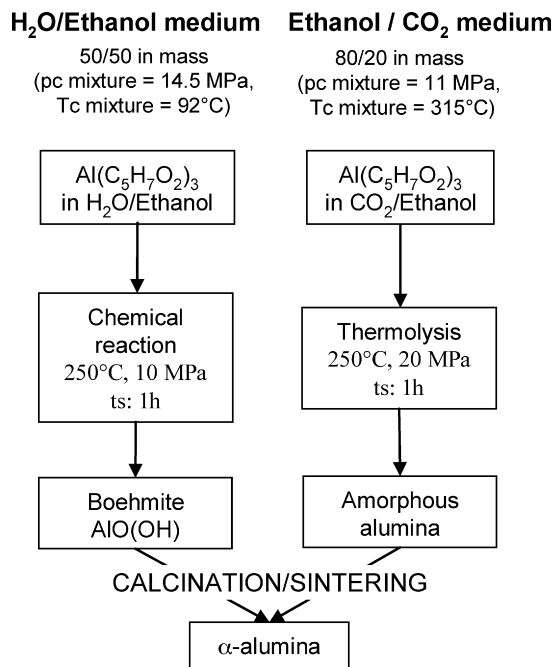 H₂O/Ethanol medium
50/50 in mass
(pc mixture = 14.5 MPa,
Tc mixture = 92°C)
Al(C₅H₇O₂)₃
in H₂O/Ethanol
Chemical
reaction
250°C, 10 MPa
ts: 1h
Boehmite
AlO(OH)
Ethanol / CO₂ medium
80/20 in mass
(pc mixture = 11 MPa,
Tc mixture = 315°C)
Al(C₅H₇O₂)₃
in CO₂/Ethanol
Thermolysis
250°C, 20 MPa
ts: 1h
Amorphous
alumina
CALCINATION/SINTERING
α-alumina